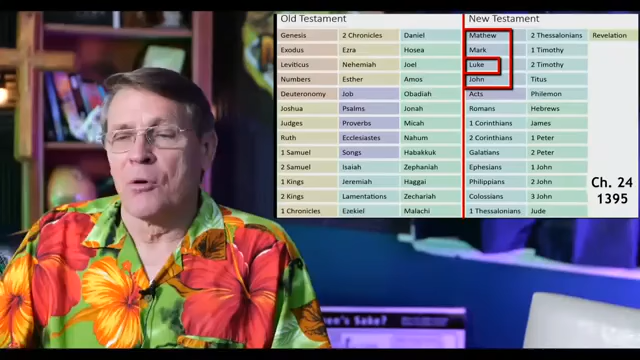 Old Testament New Testament
Genesis 2 Chronicles Daniel Mathew 2 Thessalonians Revelation
Exodus Ezra Hosea Mark 1 Timothy
Leviticus Nehemiah Joel Luke 2 Timothy
Numbers Esther Amos John Titus
Deuteronomy Job Obadiah Acts Philemon
Joshua Psalms Jonah Romans Hebrews
Judges Proverbs Micah 1 Corinthians James
Ruth Ecclesiastes Nahum 2 Corinthians 1 Peter
1 Samuel Songs Habakkuk Galatians 2 Peter
2 Samuel Isaiah Zephaniah Ephesians 1 John
1 Kings Jeremiah Haggai Philippians 2 John
2 Kings Lamentations Zechariah Colossians 3 John
1 Chronicles Ezekiel Malachi 1 Thessalonians Jude
Ch. 24
1395
Sake?